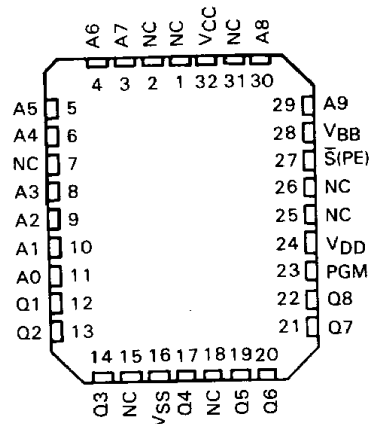 A6 A7 NC NC VCC NC A8
4 3 2 1 32 31 30
A5 5 29 A9
A4 6 28 VBB
NC 7 27 S̅(PE)
A3 8 26 NC
A2 9 25 NC
A1 10 24 VDD
A0 11 23 PGM
Q1 12 22 Q8
Q2 13 21 Q7
14 15 16 17 18 19 20
Q3 NC VSS Q4 NC Q5 Q6